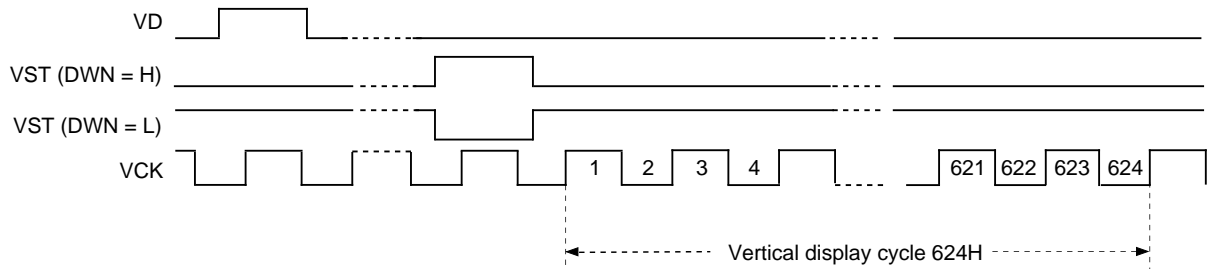 VD
VST (DWN = H)
VST (DWN = L)
VCK
1 2 3 4 621 622 623 624
Vertical display cycle 624H